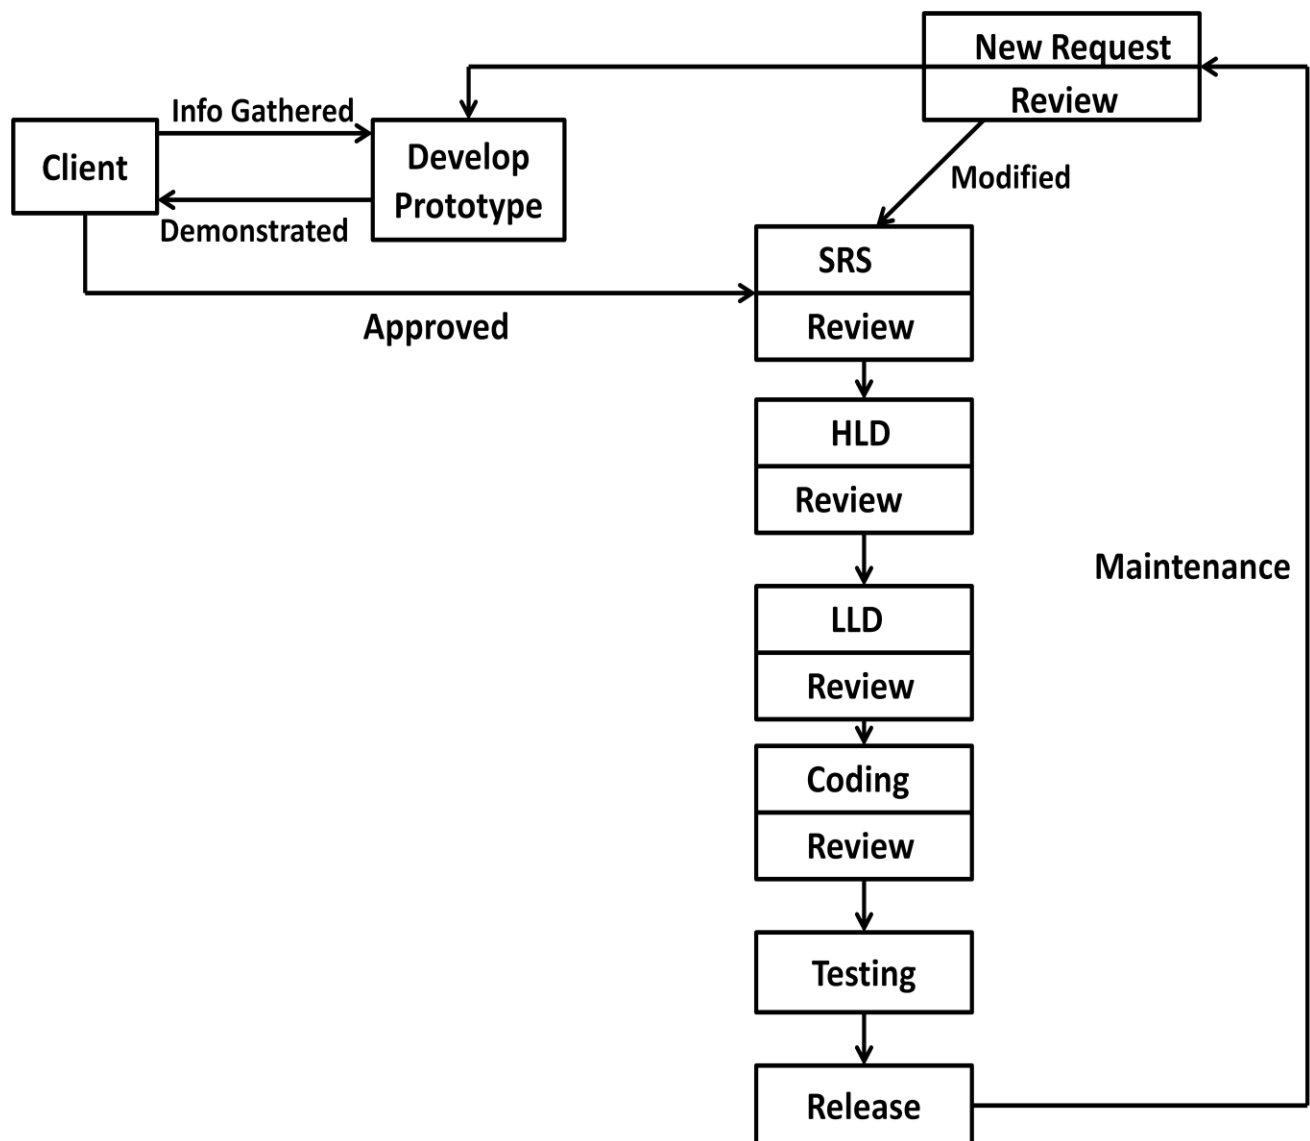 New Request
Review
Info Gathered
Client
Develop
Prototype
Demonstrated
Modified
SRS
Review
Approved
HLD
Review
Maintenance
LLD
Review
Coding
Review
Testing
Release